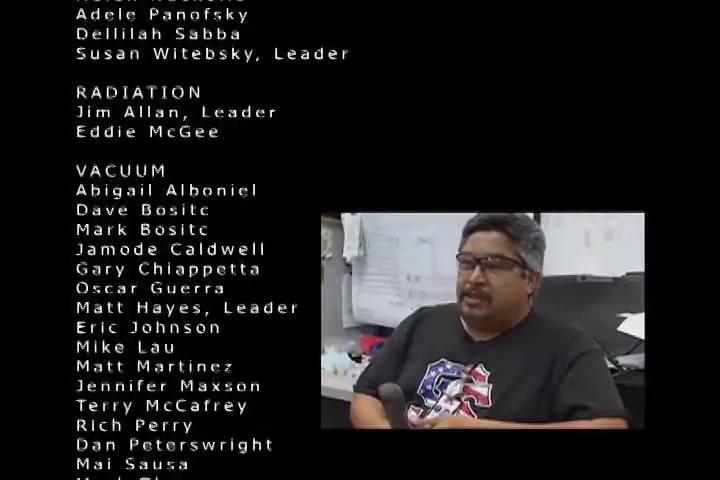 Adele Panofsky
Dellilah Sabba
Susan Witebsky, Leader
RADIATION
Jim Allan, Leader
Eddie McGee
VACUUM
Abigail Alboniel
Dave Bositc
Mark Bositc
Jamode Caldwell
Gary Chiappetta
Oscar Guerra
Matt Hayes, Leader
Eric Johnson
Mike Lau
Matt Martinez
Jennifer Maxson
Terry McCafrey
Rich Perry
Dan Peterswright
Mai Sausa